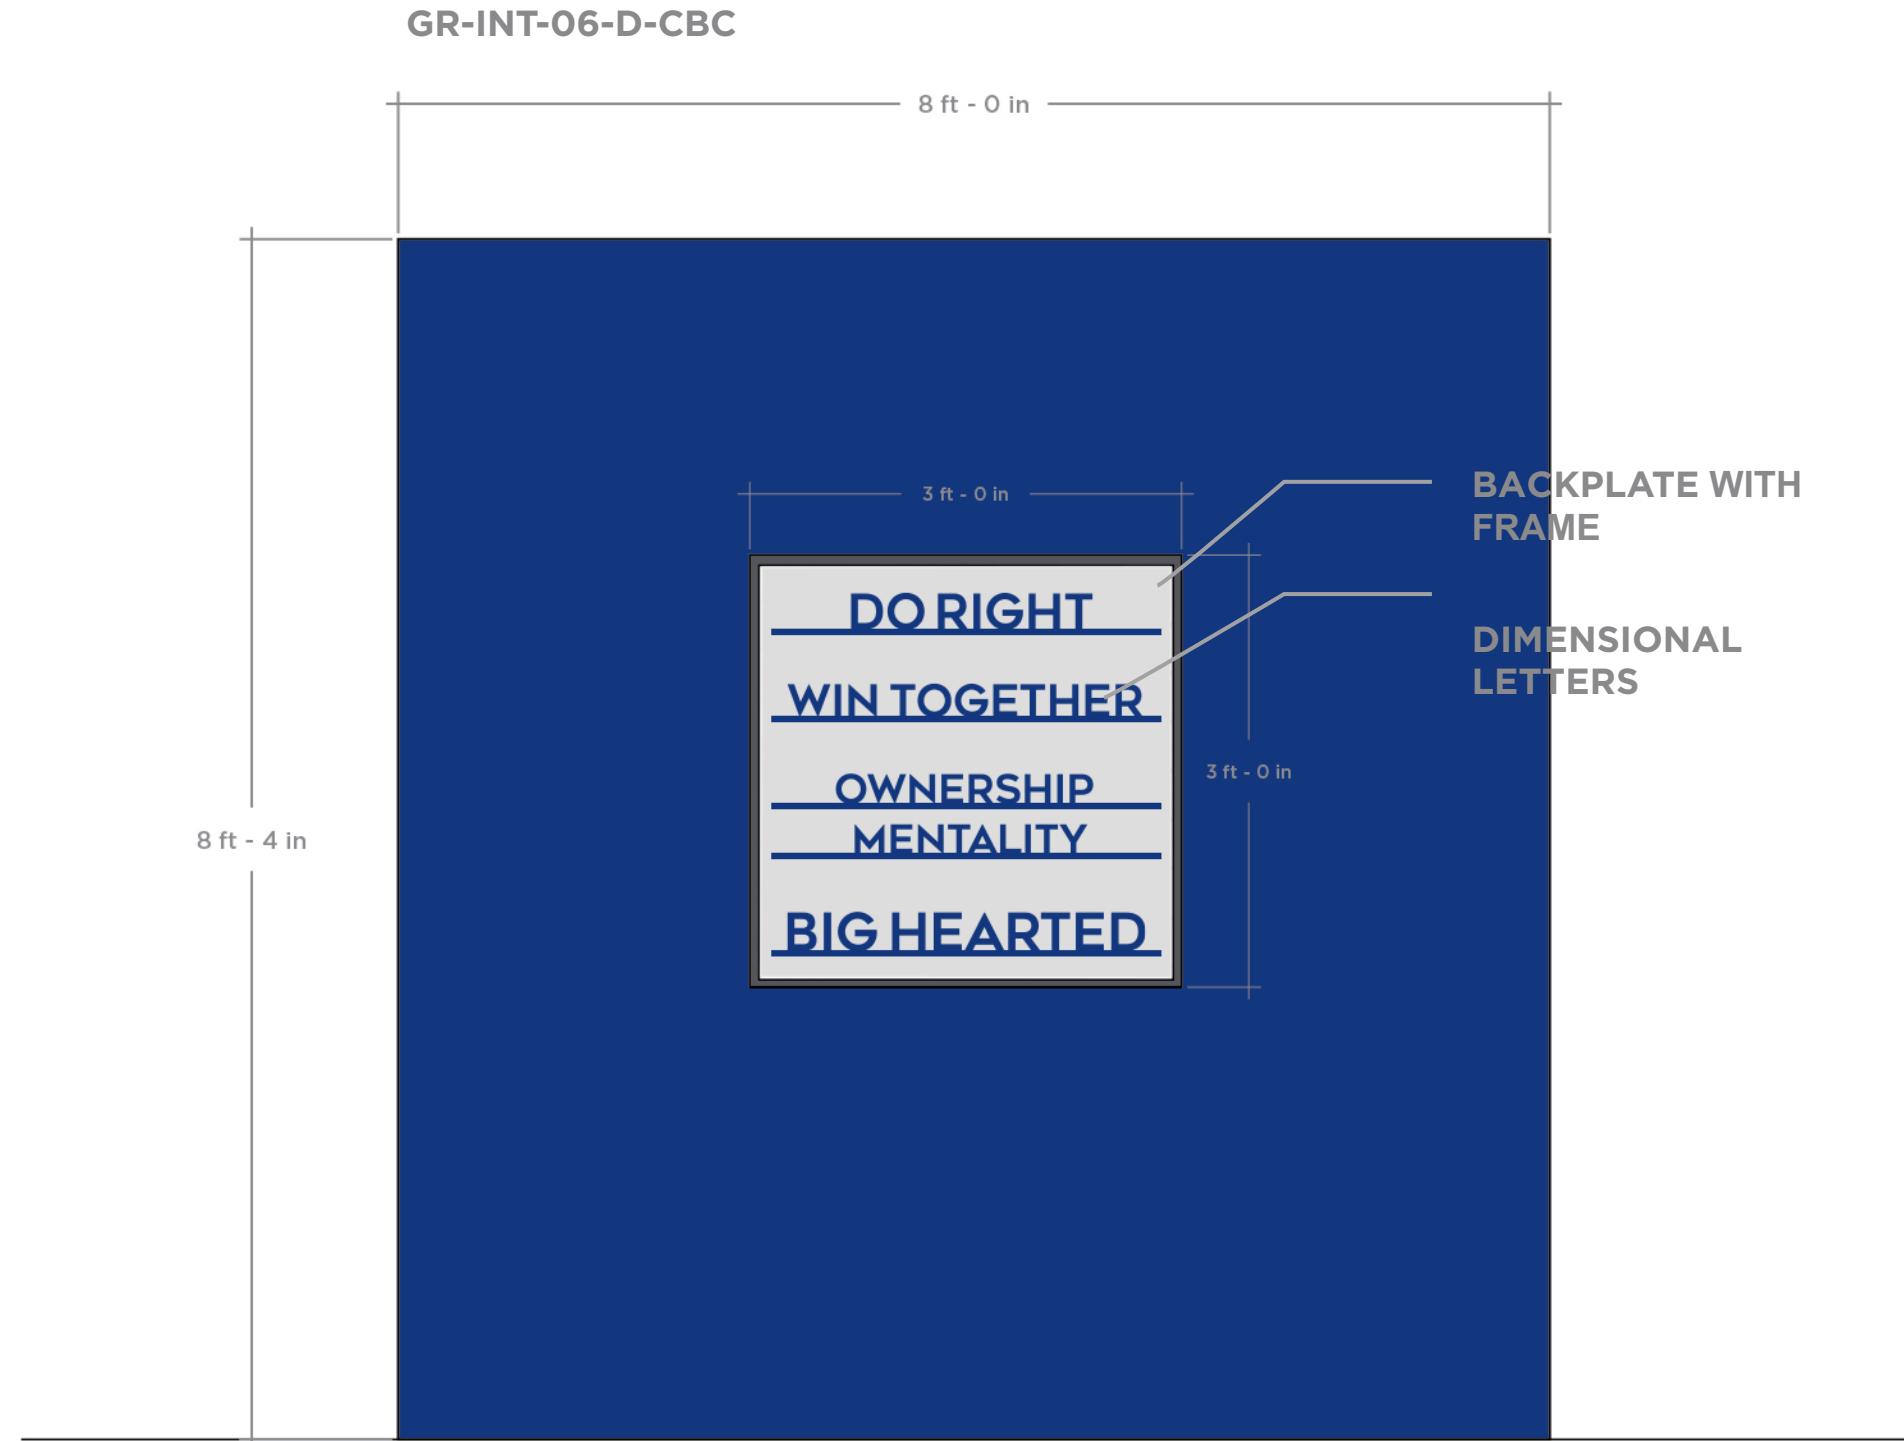 GR-INT-06-D-CBC
8 ft - 0 in
3 ft - 0 in
BACKPLATE WITH
FRAME
DO RIGHT
DIMENSIONAL
LETTERS
WIN TOGETHER
3 ft - 0 in
OWNERSHIP
8 ft - 4 in
MENTALITY
BIG HEARTED